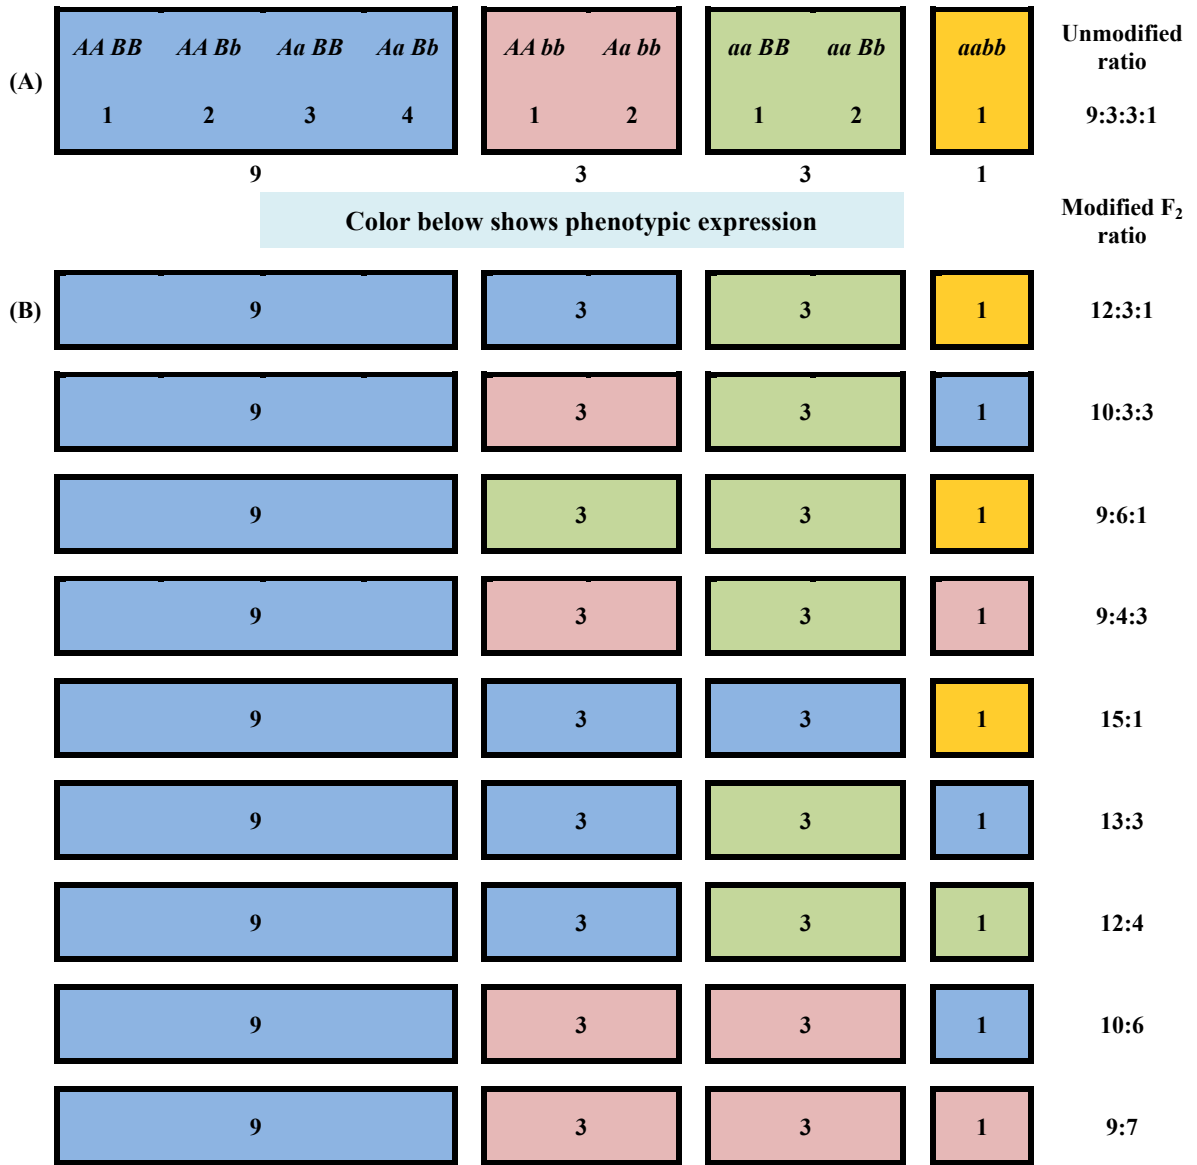 AA BB AA Bb Aa BB Aa Bb AA bb Aa bb aa BB aa Bb aabb Unmodified
ratio
(A)
1 2 3 4 1 2 1 2 1 9:3:3:1
9 3 3 1
Color below shows phenotypic expression
Modified F₂
ratio
(B) 9 3 3 1 12:3:1
9 3 3 1 10:3:3
9 3 3 1 9:6:1
9 3 3 1 9:4:3
9 3 3 1 15:1
9 3 3 1 13:3
9 3 3 1 12:4
9 3 3 1 10:6
9 3 3 1 9:7